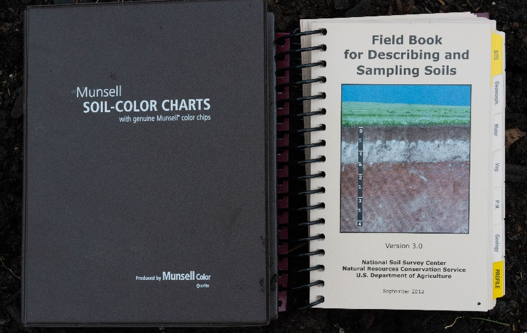 Munsell
SOIL-COLOR CHARTS
with genuine Munsell® color chips
Produced by Munsell Color
Field Book
for Describing and
Sampling Soils
Version 3.0
National Soil Survey Center
Natural Resources Conservation Service
U.S. Department of Agriculture
September 2012
SITE
Geomorph
Water
Veg
P M
Geology
PROFILE